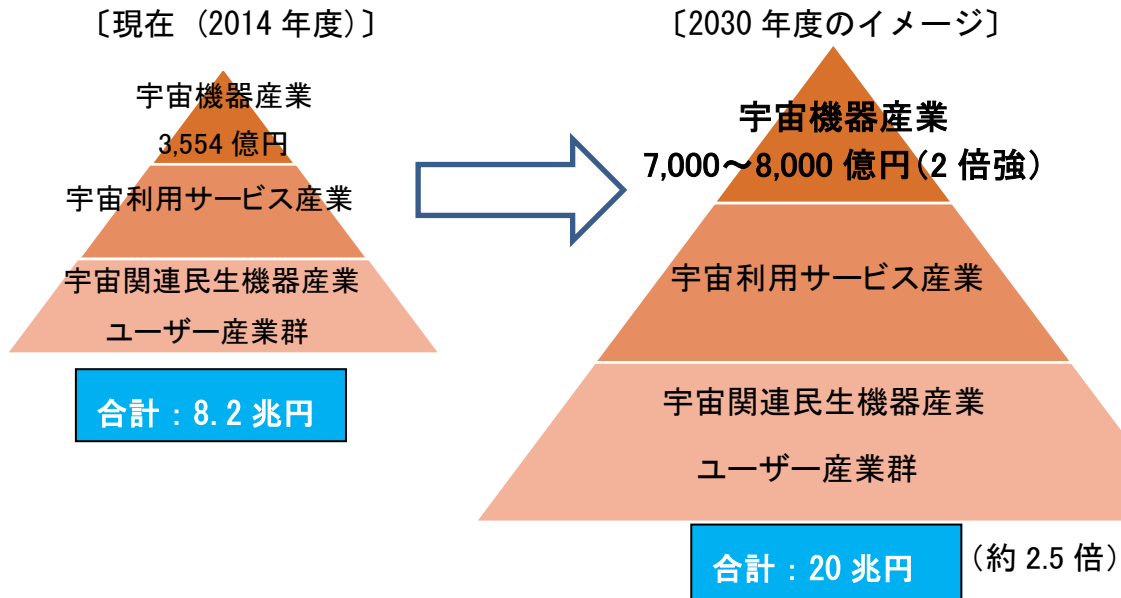 〔現在（2014 年度）〕
宇宙機器産業
3,554 億円
宇宙利用サービス産業
宇宙関連民生機器産業
ユーザー産業群
合計：8.2 兆円
〔2030 年度のイメージ〕
宇宙機器産業
7,000～8,000 億円（2 倍強）
宇宙利用サービス産業
宇宙関連民生機器産業
ユーザー産業群
合計：20 兆円
（約 2.5 倍）